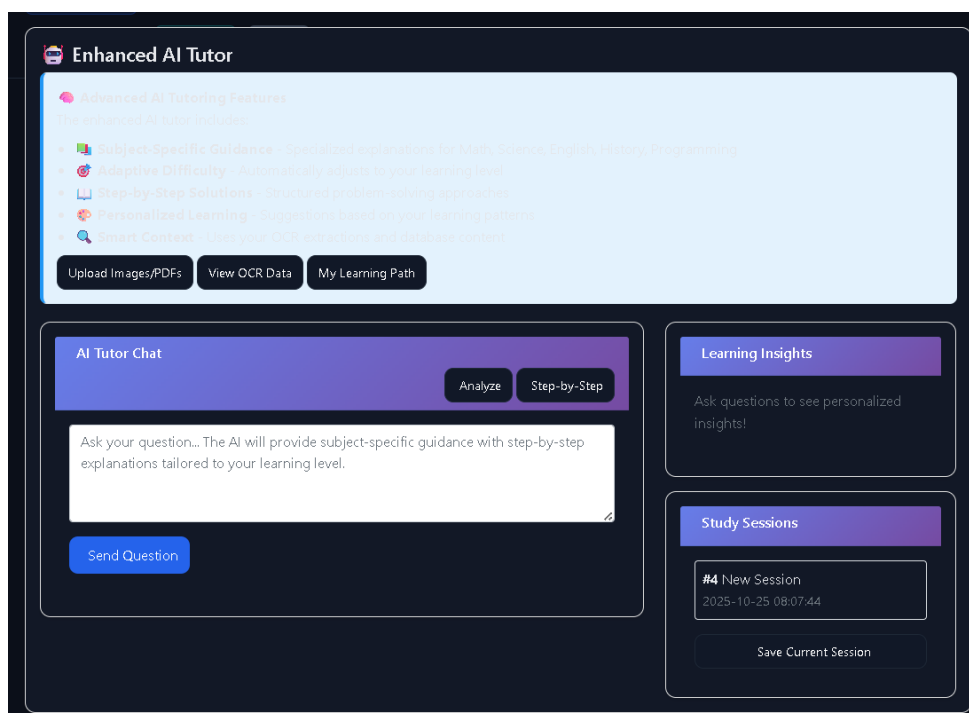 Enhanced AI Tutor
Advanced AI Tutoring Features
The enhanced AI tutor includes:
Subject-Specific Guidance - Specialized explanations for Math, Science, English, History, Programming
Adaptive Difficulty - Automatically adjusts to your learning level
Step-by-Step Solutions - Structured problem-solving approaches
Personalized Learning - Suggestions based on your learning patterns
Smart Context - Uses your OCR extractions and database content
Upload Images/PDFs View OCR Data My Learning Path
AI Tutor Chat
Analyze Step-by-Step
Ask your question... The AI will provide subject-specific guidance with step-by-step
explanations tailored to your learning level.
Send Question
Learning Insights
Ask questions to see personalized
insights!
Study Sessions
#4 New Session
2025-10-25 08:07:44
Save Current Session